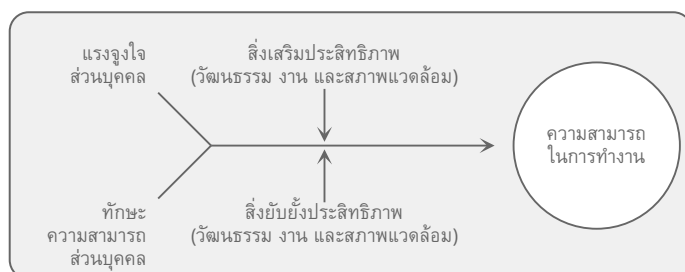 แรงจูงใจ
ส่วนบุคคล
สิ่งเสริมประสิทธิภาพ
(วัฒนธรรม งาน และสภาพแวดล้อม)
ความสามารถ
ในการทำงาน
ทักษะ
ความสามารถ
ส่วนบุคคล
สิ่งยับยั้งประสิทธิภาพ
(วัฒนธรรม งาน และสภาพแวดล้อม)